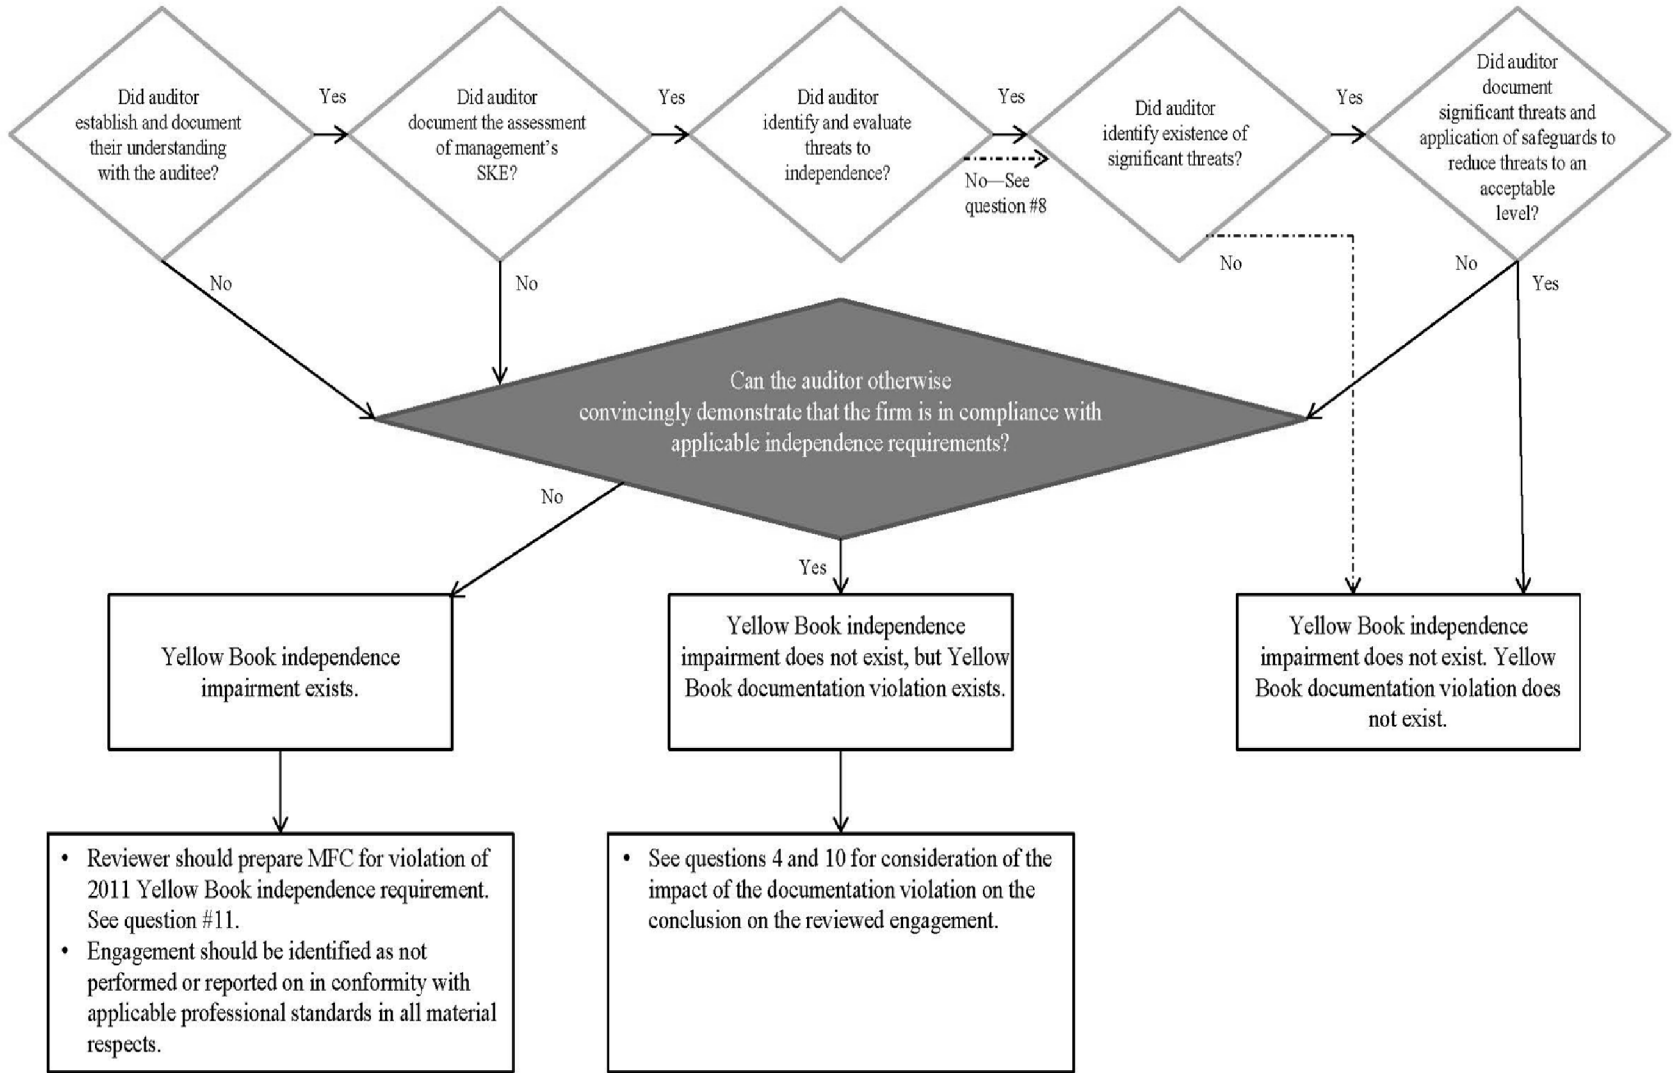 Did auditor
establish and document
their understanding
with the auditee?
Yes
Did auditor
document the assessment
of management's
SKE?
Yes
Did auditor
identify and evaluate
threats to
independence?
Yes
No—See
question #8
Did auditor
identify existence of
significant threats?
Yes
Did auditor
document
significant threats and
application of safeguards to
reduce threats to an
acceptable
level?
No
No
No
No
Yes
Can the auditor otherwise
convincingly demonstrate that the firm is in compliance with
applicable independence requirements?
No
Yes
Yellow Book independence
impairment exists.
Yellow Book independence
impairment does not exist, but Yellow
Book documentation violation exists.
Yellow Book independence
impairment does not exist. Yellow
Book documentation violation does
not exist.
• Reviewer should prepare MFC for violation of
2011 Yellow Book independence requirement.
See question #11.
• Engagement should be identified as not
performed or reported on in conformity with
applicable professional standards in all material
respects.
• See questions 4 and 10 for consideration of the
impact of the documentation violation on the
conclusion on the reviewed engagement.